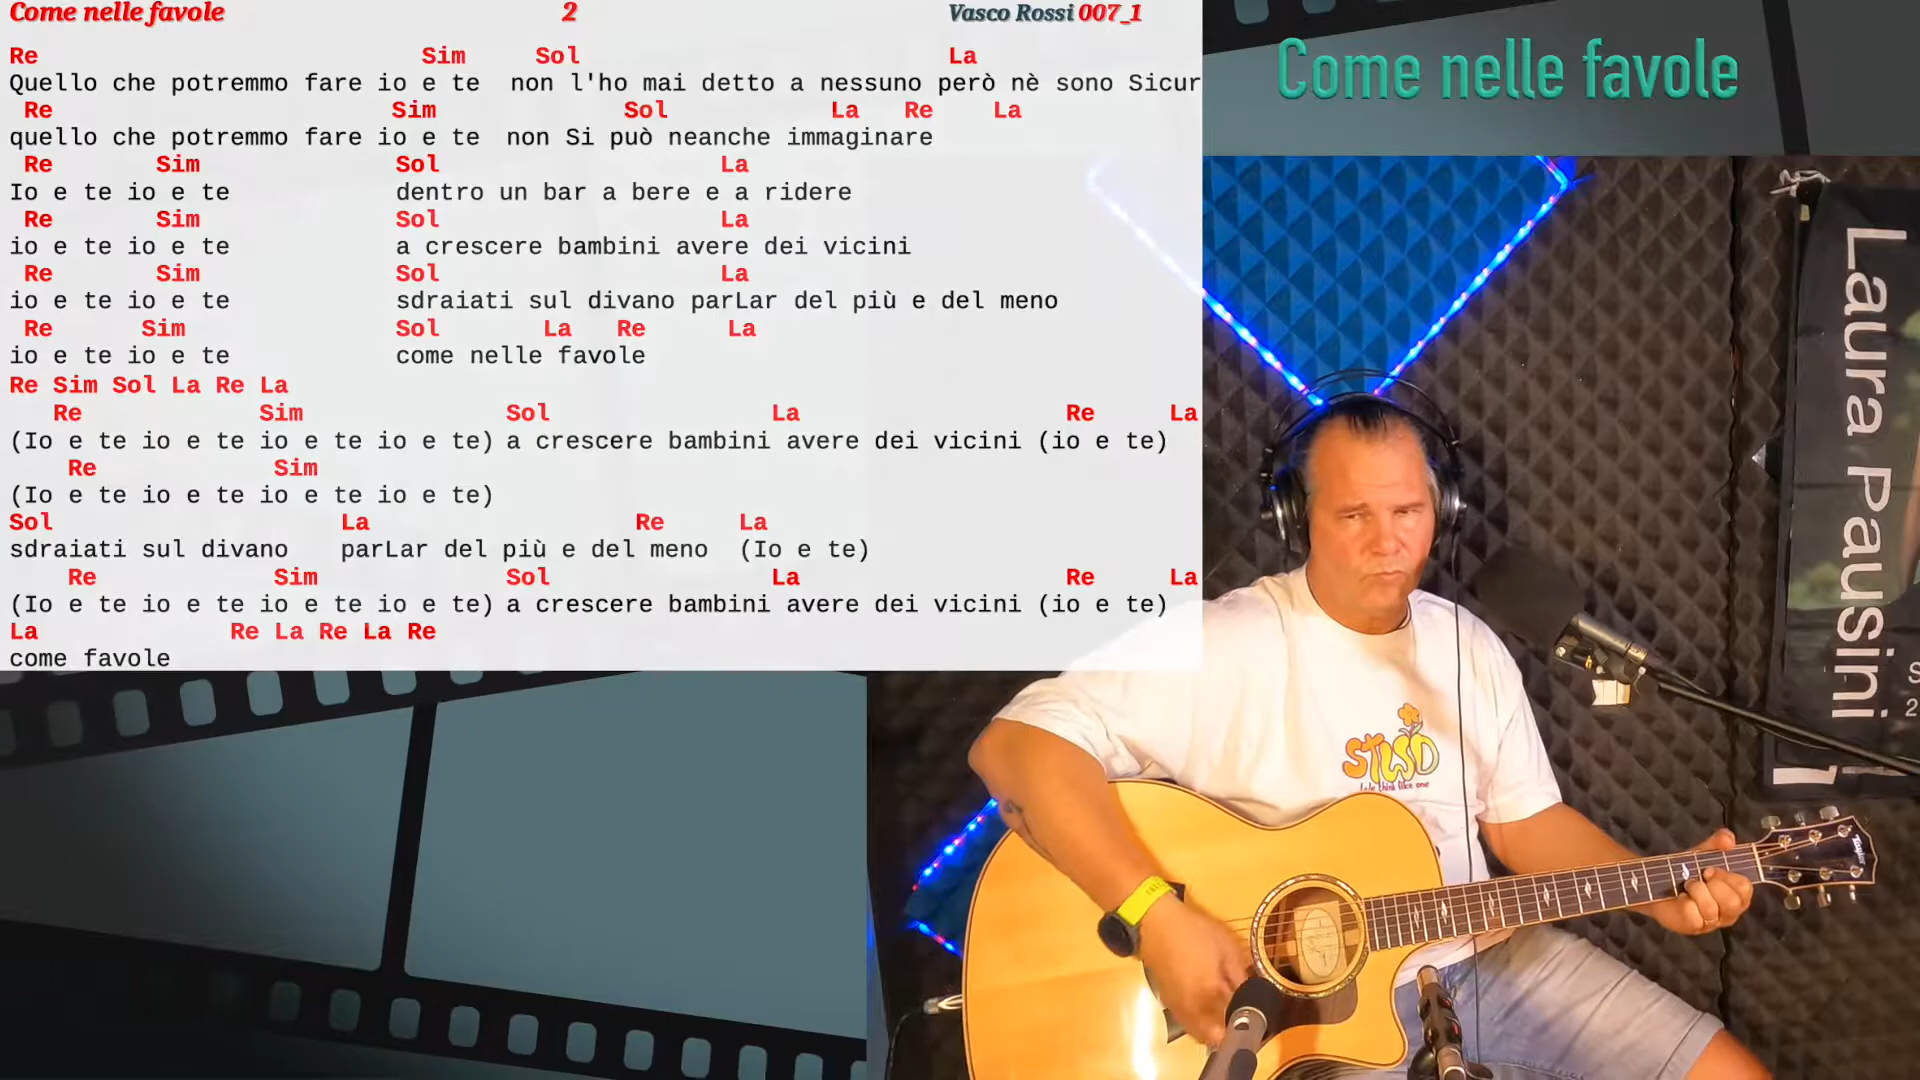 Come nelle favole 2 Vasco Rossi 007_1
Re Sim Sol La
Quello che potremmo fare io e te non l'ho mai detto a nessuno però nè sono Sicur
Re Sim Sol La Re La
quello che potremmo fare io e te non Si può neanche immaginare
Re Sim Sol La
Io e te io e te dentro un bar a bere e a ridere
Re Sim Sol La
io e te io e te a crescere bambini avere dei vicini
Re Sim Sol La
io e te io e te sdraiati sul divano parLar del più e del meno
Re Sim Sol La Re La
io e te io e te come nelle favole
Re Sim Sol La Re La
Re Sim Sol La Re La
(Io e te io e te io e te io e te) a crescere bambini avere dei vicini (io e te)
Re Sim
(Io e te io e te io e te io e te)
Sol La Re La
sdraiati sul divano parLar del più e del meno (Io e te)
Re Sim Sol La Re La
(Io e te io e te io e te io e te) a crescere bambini avere dei vicini (io e te)
La Re La Re La Re
come favole
Come nelle favole
Laura Pausini
S
2
STWD
Taylor